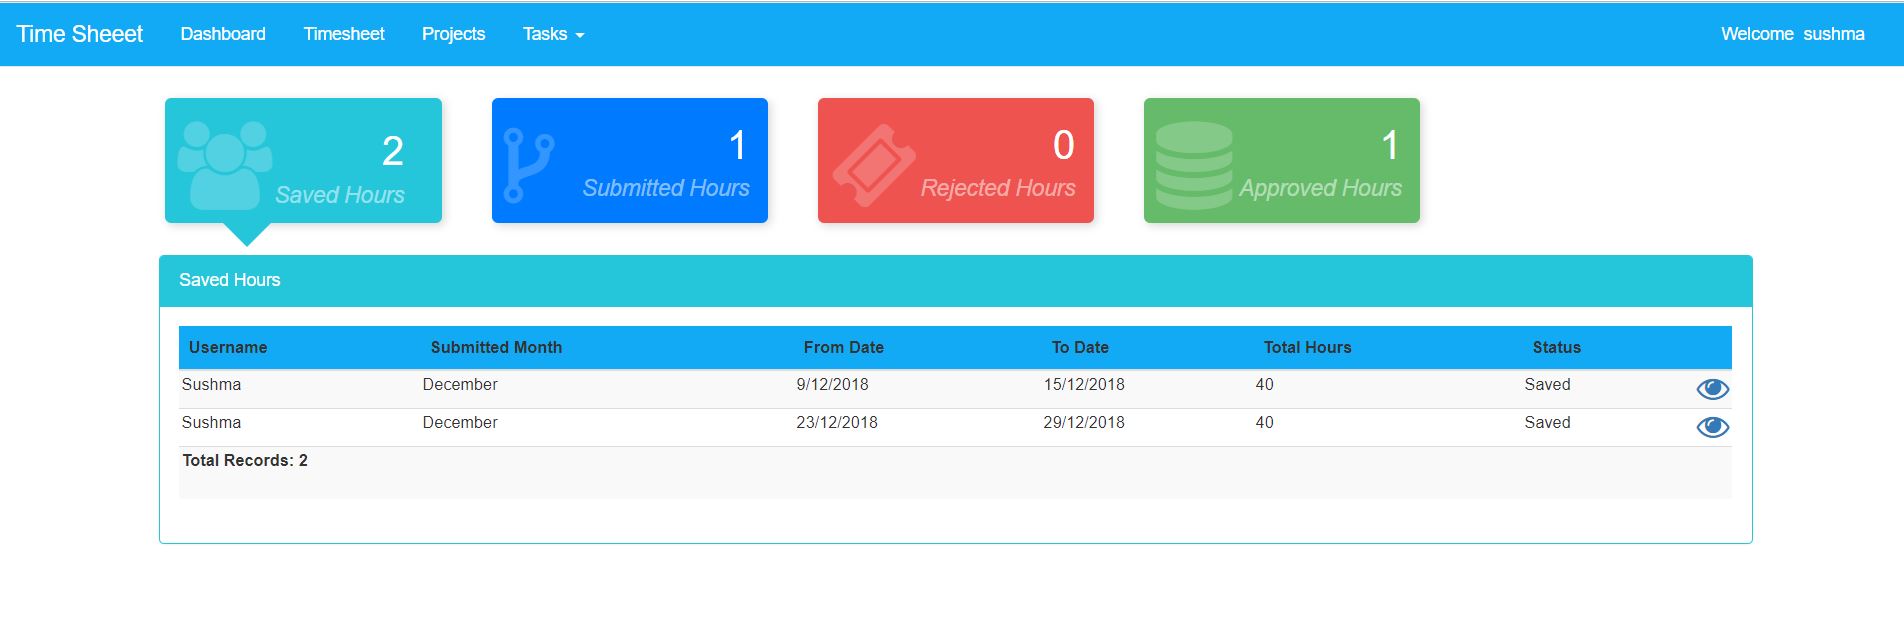 Time Sheeet Dashboard Timesheet Projects Tasks Welcome sushma
2
Saved Hours
1
Submitted Hours
0
Rejected Hours
1
Approved Hours
Saved Hours
Username Submitted Month From Date To Date Total Hours Status
Sushma December 9/12/2018 15/12/2018 40 Saved
Sushma December 23/12/2018 29/12/2018 40 Saved
Total Records: 2